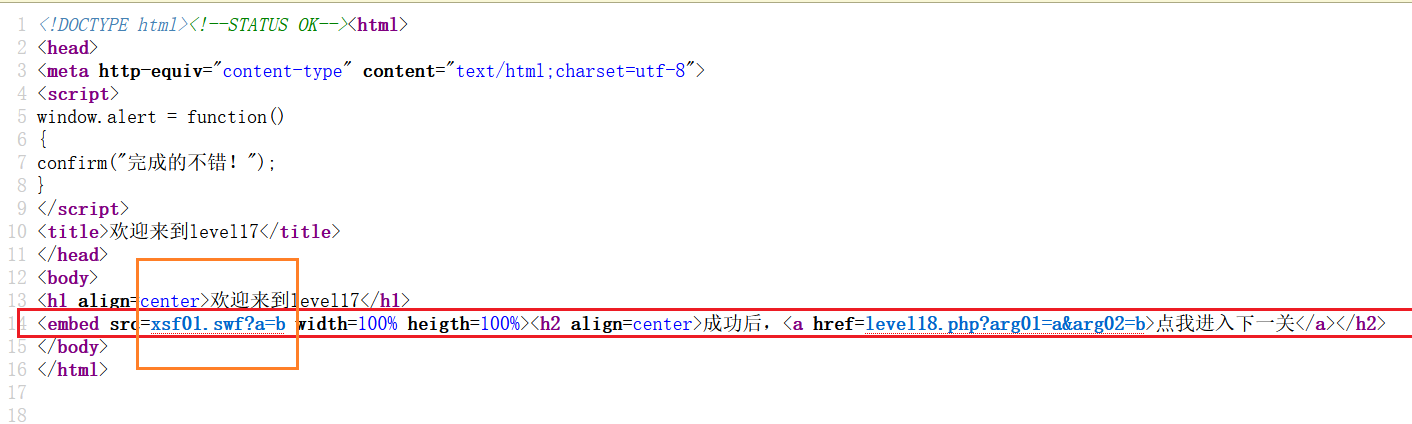 1 <!DOCTYPE html><!--STATUS OK--><html>
2 <head>
3 <meta http-equiv="content-type" content="text/html;charset=utf-8">
4 <script>
5 window.alert = function()
6 {
7 confirm("完成的不错！");
8 }
9 </script>
10 <title>欢迎来到level17</title>
11 </head>
12 <body>
13 <h1 align=center>欢迎来到level17</h1>
14 <embed src=xsf01.swf?a=b width=100% heigth=100%><h2 align=center>成功后，<a href=level18.php?arg01=a&arg02=b>点我进入下一关</a></h2>
15 </body>
16 </html>
17
18